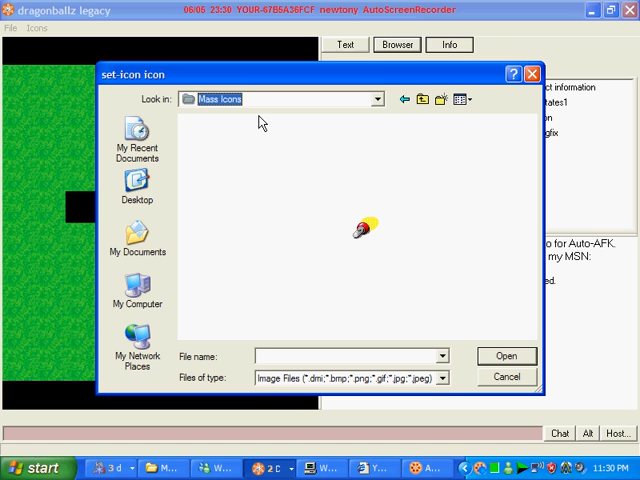 dragonballz legacy
06/05 23:30 YOUR-67B5A36FCF newtony AutoScreenRecorder
File Icons
Text Browser Info
set-icon icon
Look in: Mass Icons
My Recent
Documents
Desktop
My Documents
My Computer
My Network
Places
File name:
Open
Files of type: Image Files (*.dmi;*.bmp;*.png;*.gif;*.jpg;*.jpeg)
Cancel
ct information
tates1
on
gfix
o for Auto-AFK.
my MSN:
ed.
Chat Alt Host...
start 3 d M... W... 2 W... Y... A... 11:30 PM